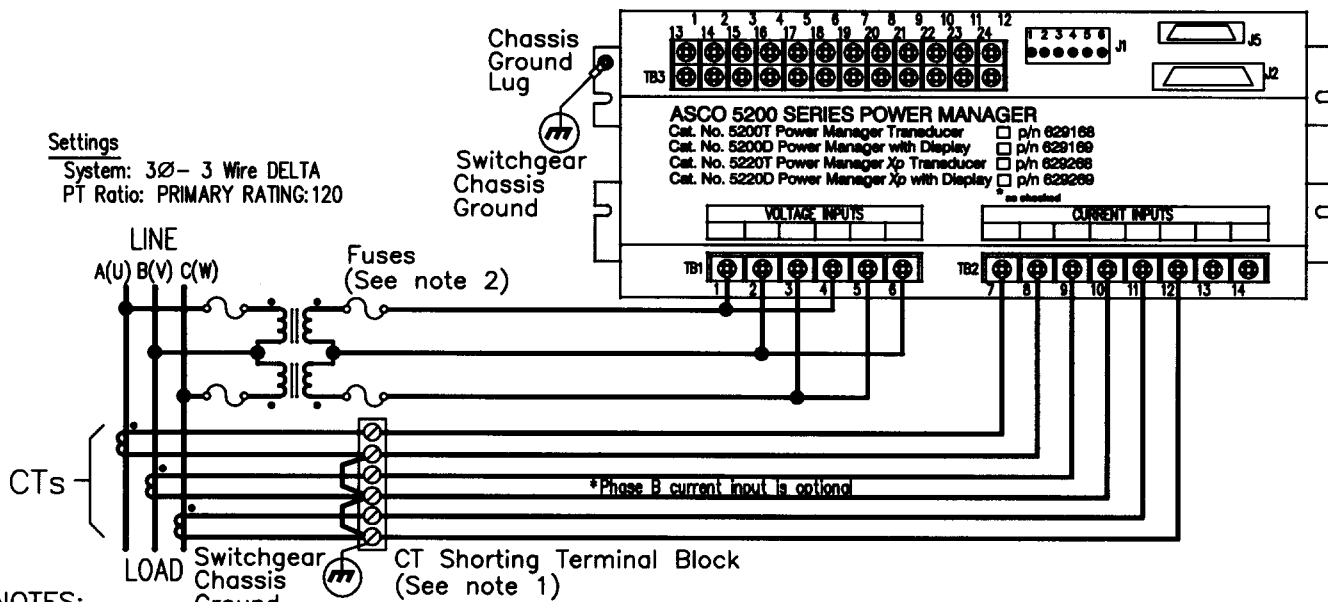 1 2 3 4 5 6 7 8 9 10 11 12
13 14 15 16 17 18 19 20 21 22 23 24
TB3
1 2 3 4 5 6
J1
J5
J2
Chassis
Ground
Lug
Switchgear
Chassis
Ground
ASCO 5200 SERIES POWER MANAGER
Cat. No. 5200T Power Manager Transducer p/n 629168
Cat. No. 5200D Power Manager with Display p/n 629169
Cat. No. 5220T Power Manager Xp Transducer p/n 629268
Cat. No. 5220D Power Manager Xp with Display p/n 629269
* as checked
Settings
System: 3Ø- 3 Wire DELTA
PT Ratio: PRIMARY RATING:120
VOLTAGE INPUTS
CURRENT INPUTS
TB1
1 2 3 4 5 6
TB2
7 8 9 10 11 12 13 14
LINE
A(U) B(V) C(W)
Fuses
(See note 2)
CTs
*Phase B current input is optional
LOAD
Switchgear
Chassis
Ground
CT Shorting Terminal Block
(See note 1)
NOTES: